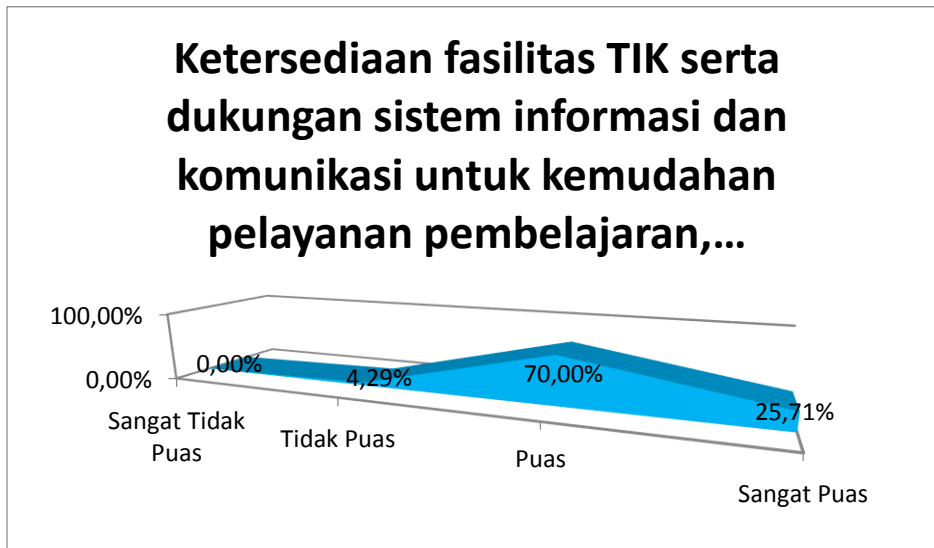 Ketersediaan fasilitas TIK serta
dukungan sistem informasi dan
komunikasi untuk kemudahan
pelayanan pembelajaran,...
100,00%
0,00%
0,00%
4,29%
70,00%
25,71%
Sangat Tidak
Puas
Tidak Puas
Puas
Sangat Puas